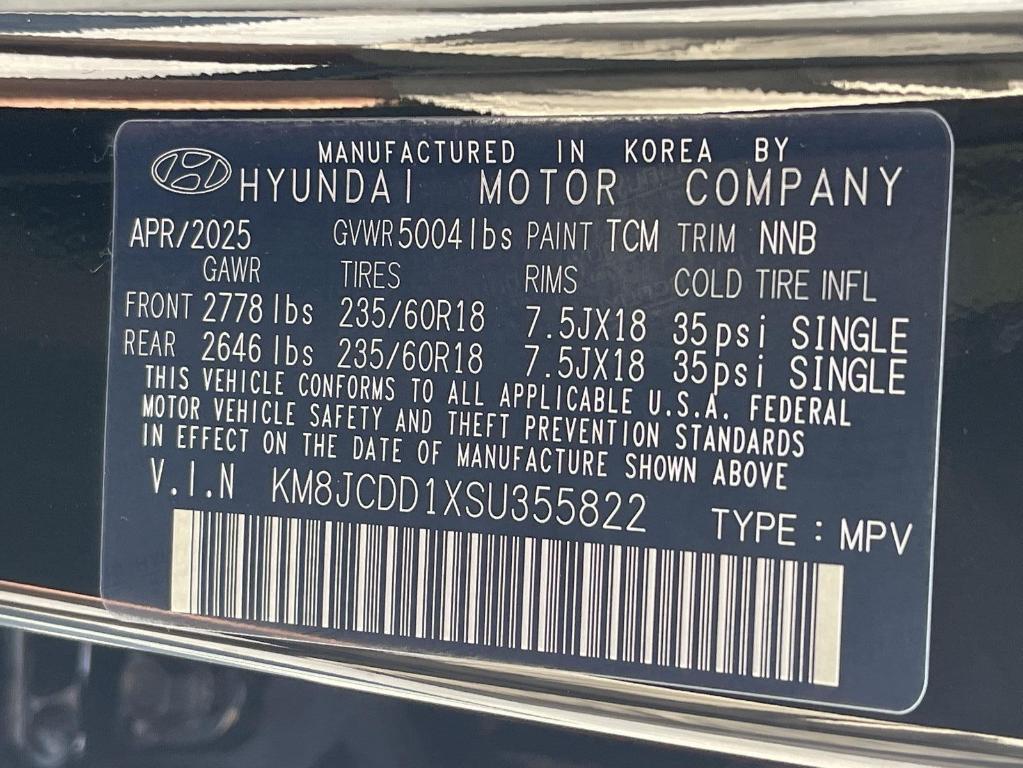 MANUFACTURED IN KOREA BY
HYUNDAI MOTOR COMPANY
APR/2025 GVWR 5004 lbs PAINT TCM TRIM NNB
GAWR TIRES RIMS COLD TIRE INFL
FRONT 2778 lbs 235/60R18 7.5JX18 35psi SINGLE
REAR 2646 lbs 235/60R18 7.5JX18 35psi SINGLE
THIS VEHICLE CONFORMS TO ALL APPLICABLE U.S.A. FEDERAL
MOTOR VEHICLE SAFETY AND THEFT PREVENTION STANDARDS
IN EFFECT ON THE DATE OF MANUFACTURE SHOWN ABOVE
V.I.N KM8JCDD1XSU355822 TYPE : MPV